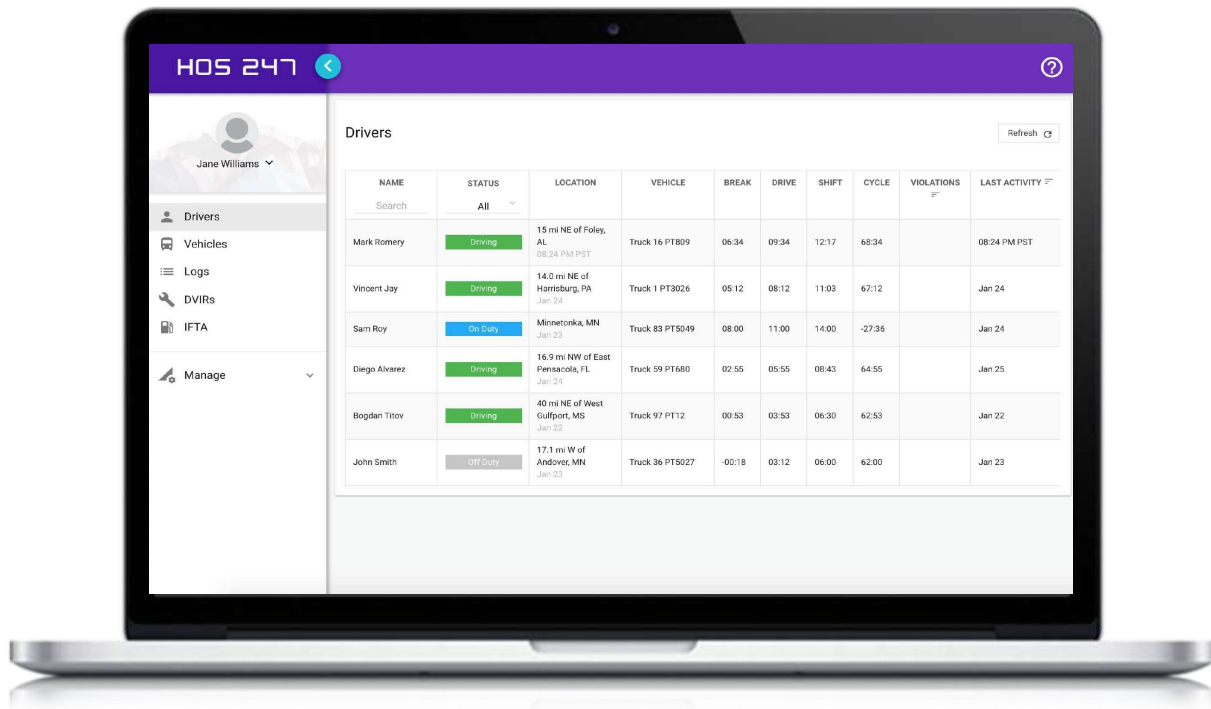 HOS 247
Jane Williams
Drivers
Vehicles
Logs
DVIRs
IFTA
Manage
Drivers
Refresh
NAME STATUS LOCATION VEHICLE BREAK DRIVE SHIFT CYCLE VIOLATIONS LAST ACTIVITY
Search All
Mark Romery Driving 15 mi NE of Foley, Truck 16 PT809 06:34 09:34 12:17 68:34 08:24 PM PST
AL
08:24 PM PST
Vincent Jay Driving 14.0 mi NE of Truck 1 PT3026 05:12 08:12 11:03 67:12 Jan 24
Harrisburg, PA
Jan 24
Sam Roy On Duty Minnetonka, MN Truck 83 PT5049 08:00 11:00 14:00 -27:36 Jan 24
Jan 23
Diego Alvarez Driving 16.9 mi NW of East Truck 59 PT680 02:55 05:55 08:43 64:55 Jan 25
Pensacola, FL
Jan 24
Bogdan Titov Driving 40 mi NE of West Truck 97 PT12 00:53 03:53 06:30 62:53 Jan 22
Gulfport, MS
Jan 22
John Smith Off Duty 17.1 mi W of Truck 36 PT5027 -00:18 03:12 06:00 62:00 Jan 23
Andover, MN
Jan 23